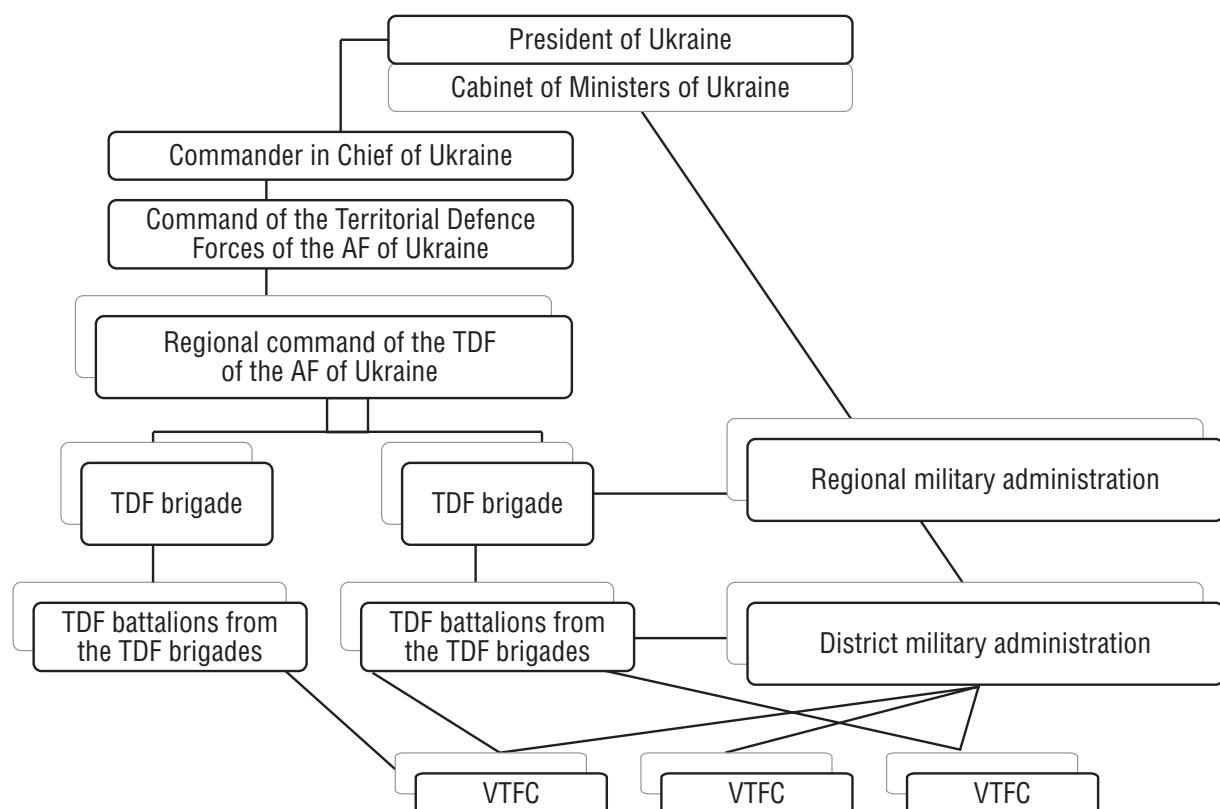 President of Ukraine
Cabinet of Ministers of Ukraine
Commander in Chief of Ukraine
Command of the Territorial Defence
Forces of the AF of Ukraine
Regional command of the TDF
of the AF of Ukraine
TDF brigade
TDF brigade
Regional military administration
TDF battalions from
the TDF brigades
TDF battalions from
the TDF brigades
District military administration
VTFC
VTFC
VTFC